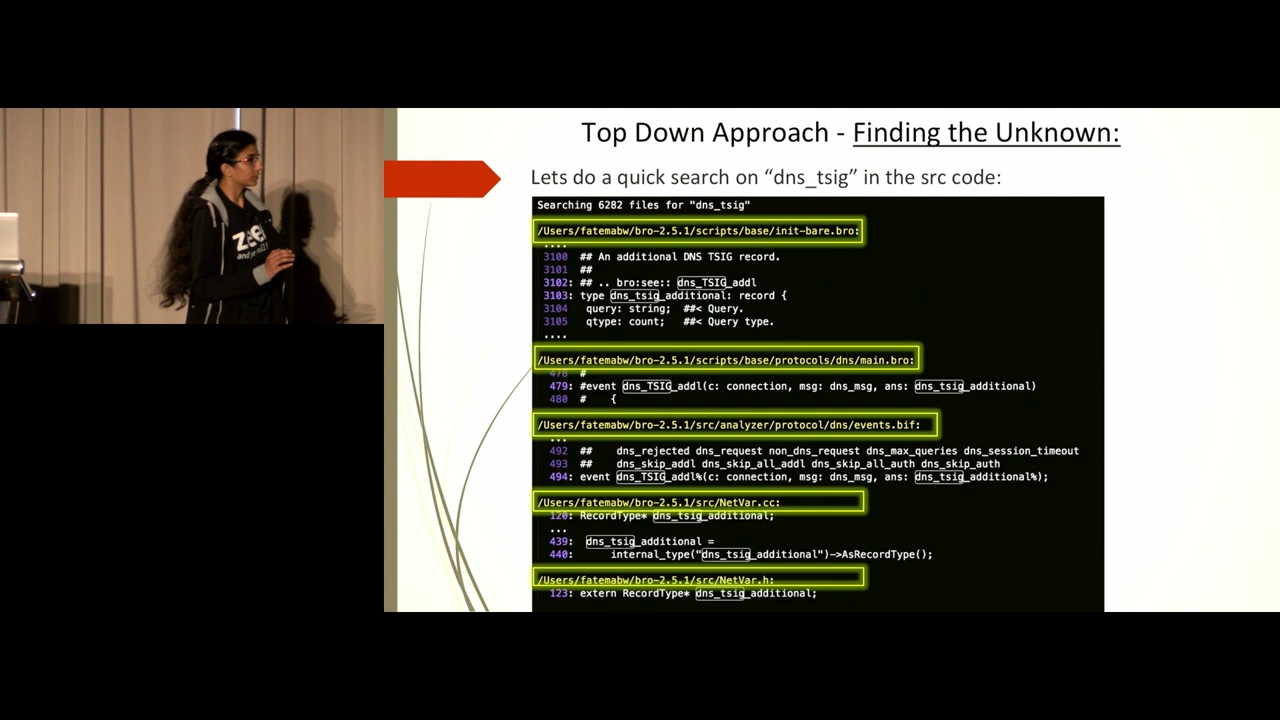 Top Down Approach - Finding the Unknown:
Lets do a quick search on “dns_tsig” in the src code:
Searching 6282 files for "dns_tsig"
/Users/fatemabw/bro-2.5.1/scripts/base/init-bare.bro:
....
3100 ## An additional DNS TSIG record.
3101 ##
3102: ## .. bro:see:: dns_TSIG_addl
3103: type dns_tsig_additional: record {
3104 query: string; ##< Query.
3105 qtype: count; ##< Query type.
....
/Users/fatemabw/bro-2.5.1/scripts/base/protocols/dns/main.bro:
478 #
479: #event dns_TSIG_addl(c: connection, msg: dns_msg, ans: dns_tsig_additional)
480 # {
/Users/fatemabw/bro-2.5.1/src/analyzer/protocol/dns/events.bif:
...
492 ## dns_rejected dns_request non_dns_request dns_max_queries dns_session_timeout
493 ## dns_skip_addl dns_skip_all_addl dns_skip_all_auth dns_skip_auth
494: event dns_TSIG_addl%(c: connection, msg: dns_msg, ans: dns_tsig_additional%);
/Users/fatemabw/bro-2.5.1/src/NetVar.cc:
120: RecordType* dns_tsig_additional;
...
439: dns_tsig_additional =
440: internal_type("dns_tsig_additional")->AsRecordType();
/Users/fatemabw/bro-2.5.1/src/NetVar.h:
123: extern RecordType* dns_tsig_additional;